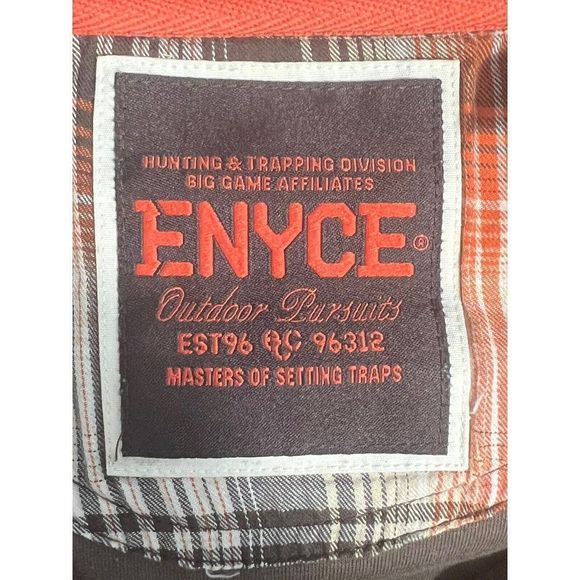 HUNTING & TRAPPING DIVISION
BIG GAME AFFILIATES
ENYCE®
Outdoor Pursuits
EST96 96312
MASTERS OF SETTING TRAPS